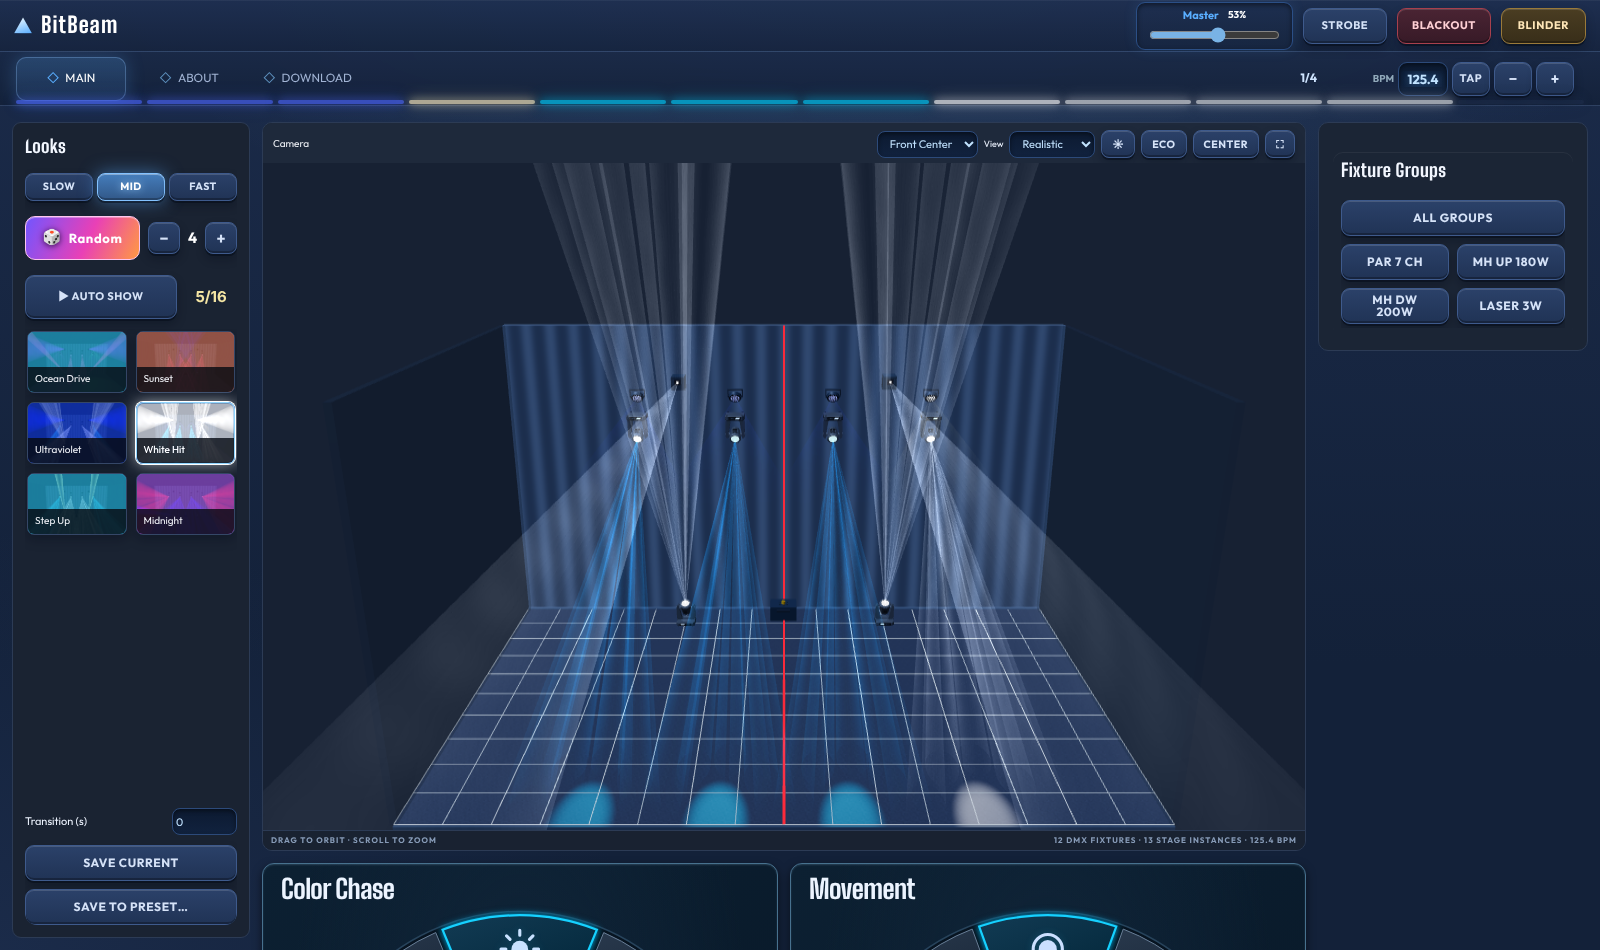 BitBeam
Master 53%
STROBE
BLACKOUT
BLINDER
MAIN
ABOUT
DOWNLOAD
1/4
BPM 125.4
TAP
−
+
Looks
SLOW
MID
FAST
Random
− 4 +
AUTO SHOW
5/16
Ocean Drive
Sunset
Ultraviolet
White Hit
Step Up
Midnight
Transition (s)
0
SAVE CURRENT
SAVE TO PRESET...
Camera
Front Center
View
Realistic
ECO
CENTER
DRAG TO ORBIT · SCROLL TO ZOOM
12 DMX FIXTURES · 13 STAGE INSTANCES · 125.4 BPM
Color Chase
Movement
Fixture Groups
ALL GROUPS
PAR 7 CH
MH UP 180W
MH DW
200W
LASER 3W